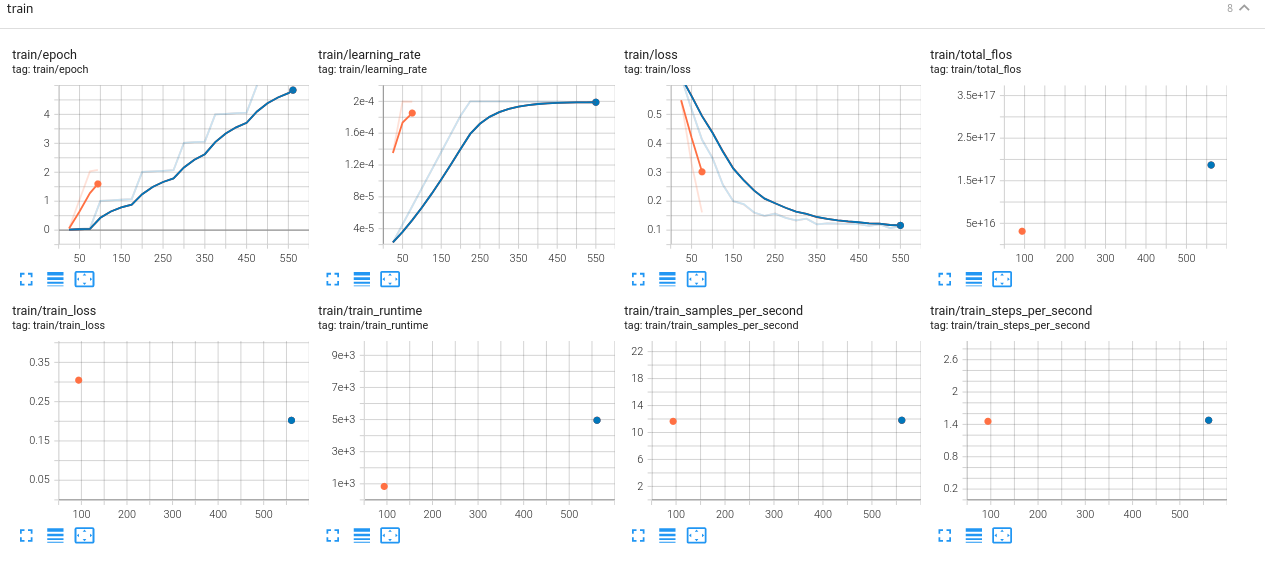 train
8
train/epoch
tag: train/epoch
4
3
2
1
0
50 150 250 350 450 550
train/learning_rate
tag: train/learning_rate
2e-4
1.6e-4
1.2e-4
8e-5
4e-5
50 150 250 350 450 550
train/loss
tag: train/loss
0.5
0.4
0.3
0.2
0.1
50 150 250 350 450 550
train/total_flos
tag: train/total_flos
3.5e+17
2.5e+17
1.5e+17
5e+16
100 200 300 400 500
train/train_loss
tag: train/train_loss
0.35
0.25
0.15
0.05
100 200 300 400 500
train/train_runtime
tag: train/train_runtime
9e+3
7e+3
5e+3
3e+3
1e+3
100 200 300 400 500
train/train_samples_per_second
tag: train/train_samples_per_second
22
18
14
10
6
2
100 200 300 400 500
train/train_steps_per_second
tag: train/train_steps_per_second
2.6
2
1.4
0.8
0.2
100 200 300 400 500